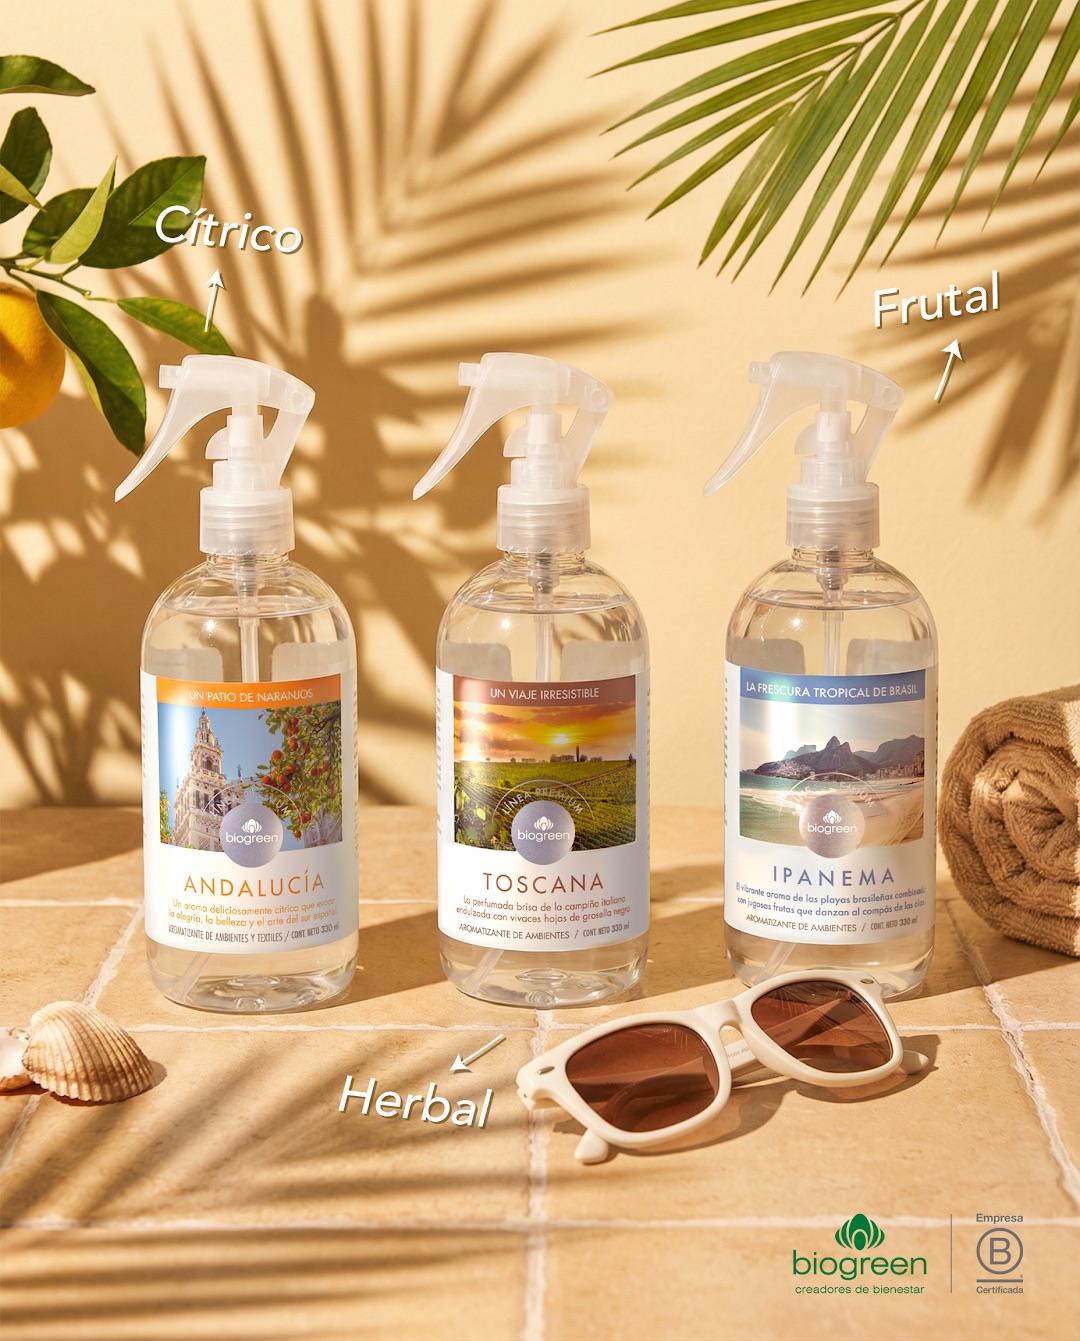 Cítrico
Frutal
UN PATIO DE NARANJOS
biogreen
ANDALUCÍA
Un aroma deliciosamente cítrico que evoca
la alegría, la belleza y el arte del sur español.
AROMATIZANTE DE AMBIENTES Y TEXTILES / CONT. NETO 330 ml
UN VIAJE IRRESISTIBLE
LÍNEA PREMIUM
biogreen
TOSCANA
La perfumada brisa de la campiña italiana
endulzada con vivaces hojas de grosella negra.
AROMATIZANTE DE AMBIENTES / CONT. NETO 330 ml
LA FRESCURA TROPICAL DE BRASIL
biogreen
IPANEMA
El vibrante aroma de las playas brasileñas combinado
con jugosas frutas que danzan al compás de las olas.
AROMATIZANTE DE AMBIENTES / CONT. NETO 330 ml
Herbal
biogreen
creadores de bienestar
Empresa
B
Certificada